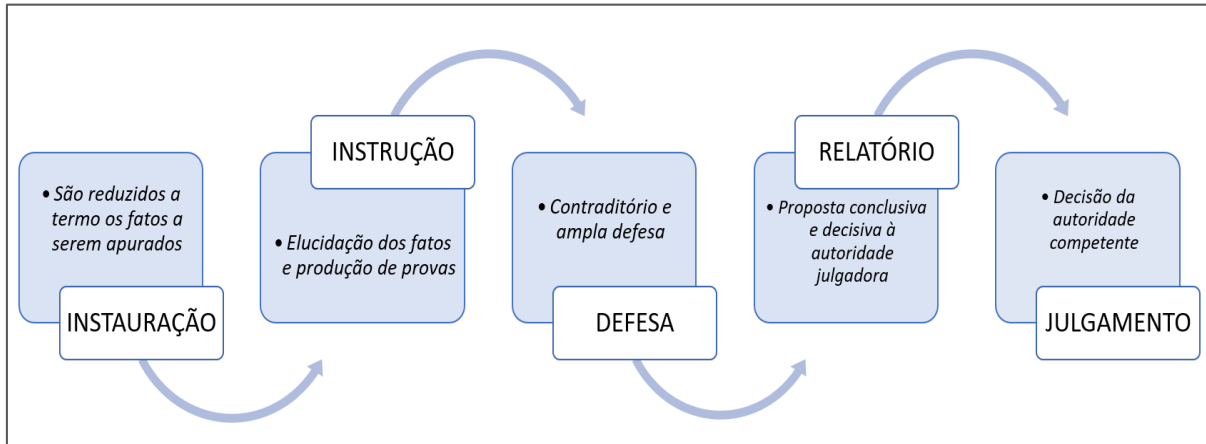 • São reduzidos a
termo os fatos a
serem apurados
INSTAURAÇÃO
INSTRUÇÃO
• Elucidação dos fatos
e produção de provas
• Contraditório e
ampla defesa
DEFESA
RELATÓRIO
• Proposta conclusiva
e decisiva à
autoridade
julgadora
• Decisão da
autoridade
competente
JULGAMENTO